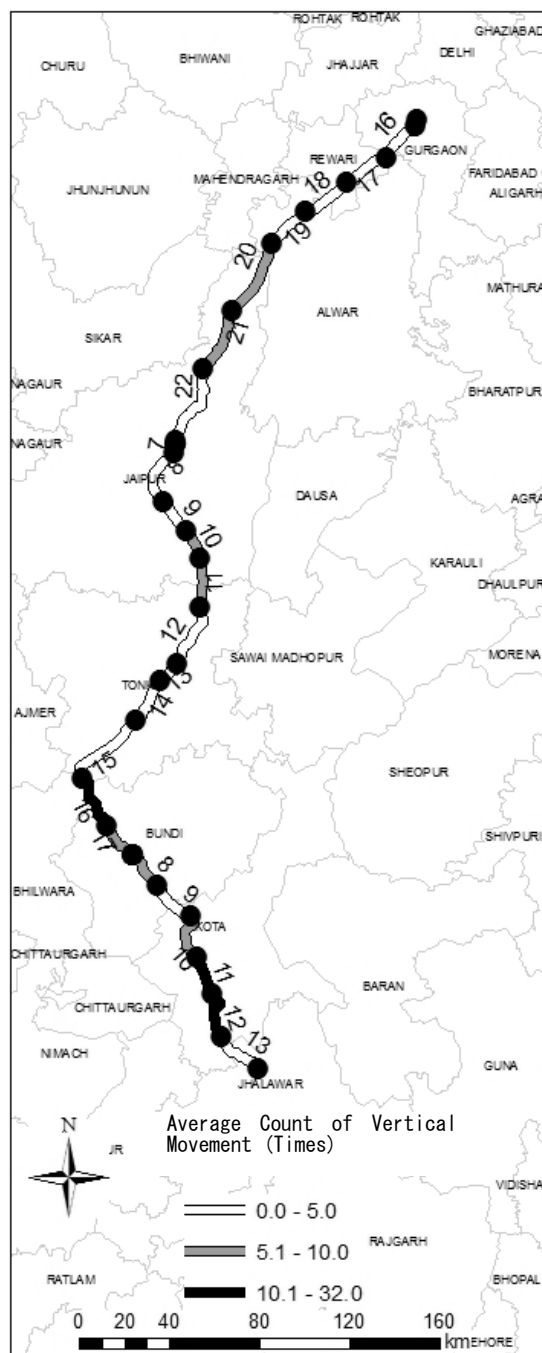 ROHTAK ROHTAK
GHAZIABAD
DELHI
CHURU
BHIWANI
JHAJJAR
16
GURGAON
REWARI
MAHENDRAGARH
FARIDABAD
ALIGARH
JHUNJHUNUN
18
17
20
19
MATHURA
ALWAR
21
SIKAR
NAGAUR
22
BHARATPUR
NAGAUR
7
8
JAIPUR
DAUSA
AGRA
9
10
KARAULI
11
DHAULPUR
12
SAWAI MADHOPUR
MORENA
13
TONK
14
AJMER
15
SHEOPUR
16
BUNDI
SHIVPURI
17
8
BHILWARA
9
KOTA
CHITTAURGARH
10
11
BARAN
CHITTAURGARH
12
13
NIMACH
GUNA
JHALAWAR
Average Count of Vertical
Movement (Times)
N
JR
VIDISHA
0.0 - 5.0
5.1 - 10.0
RAJGARH
RATLAM
10.1 - 32.0
BHOPAL
0 20 40 80 120 160
km
EHORE